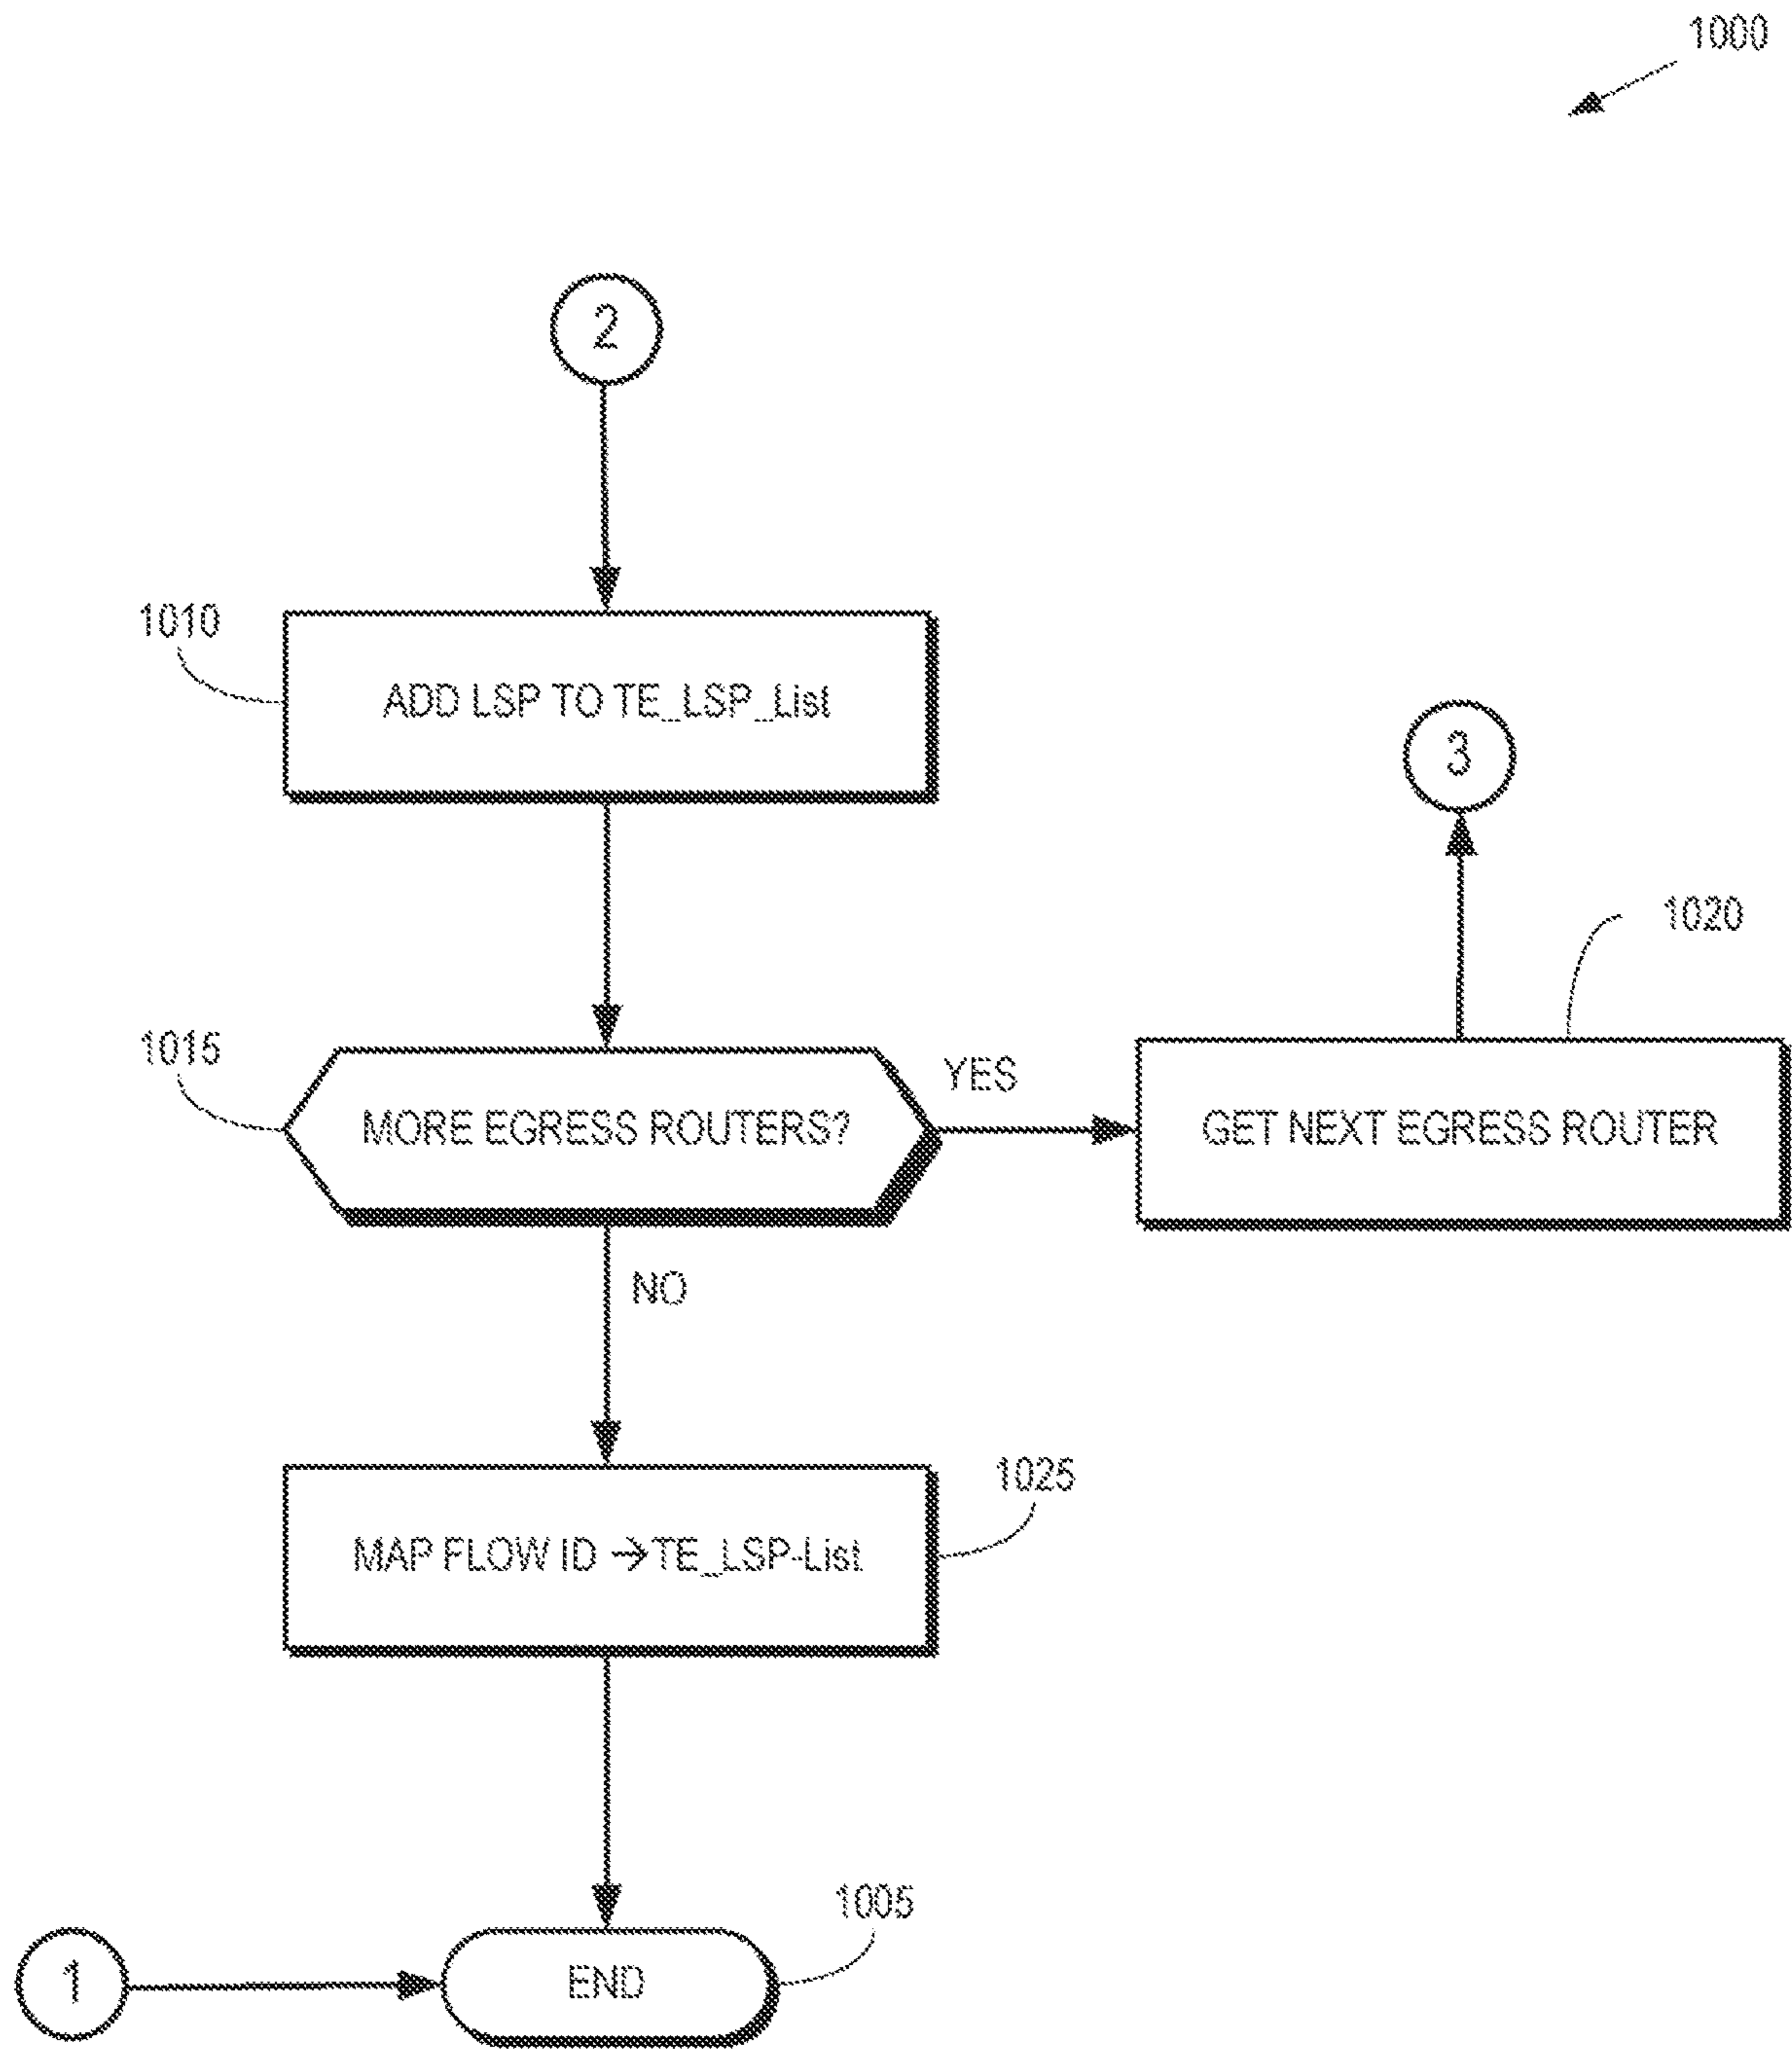 1000
2
1010
ADD LSP TO TE_LSP_List
3
1020
1015
YES
MORE EGRESS ROUTERS?
GET NEXT EGRESS ROUTER
NO
1025
MAP FLOW ID →TE_LSP-List
1005
1
END